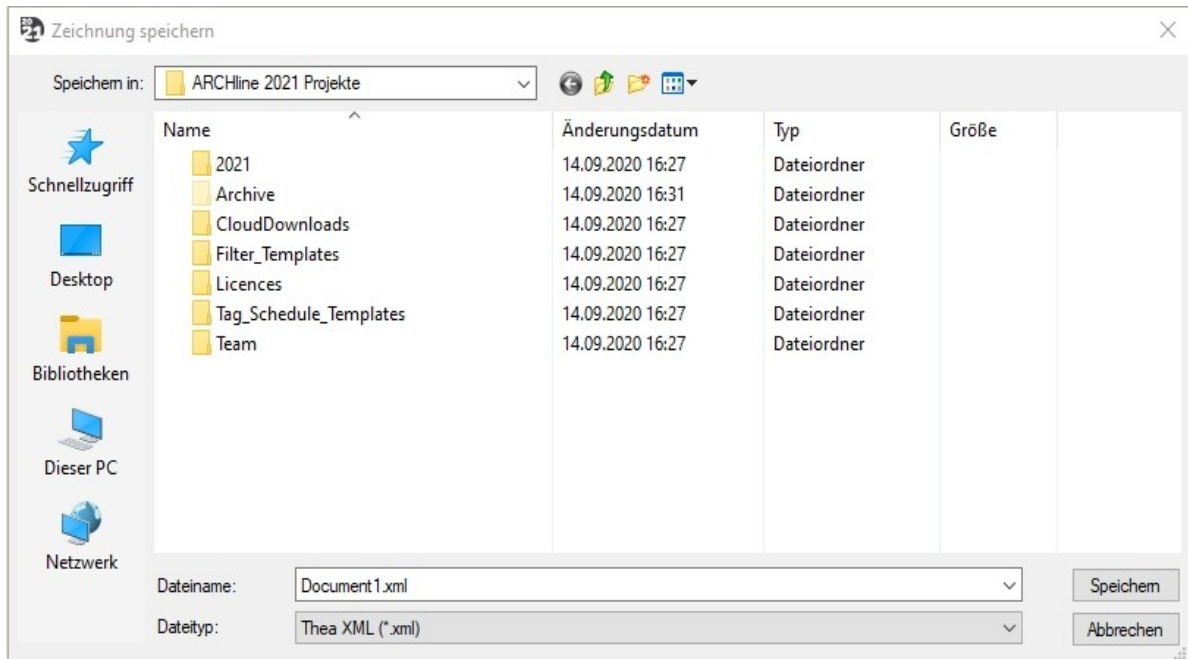 20
21
Zeichnung speichern
Speichern in: ARCHline 2021 Projekte
Name Änderungsdatum Typ Größe
2021 14.09.2020 16:27 Dateiordner
Archive 14.09.2020 16:31 Dateiordner
CloudDownloads 14.09.2020 16:27 Dateiordner
Filter_Templates 14.09.2020 16:27 Dateiordner
Licences 14.09.2020 16:27 Dateiordner
Tag_Schedule_Templates 14.09.2020 16:27 Dateiordner
Team 14.09.2020 16:27 Dateiordner
Schnellzugriff
Desktop
Bibliotheken
Dieser PC
Netzwerk
Dateiname: Document1.xml Speichern
Dateityp: Thea XML (*.xml) Abbrechen